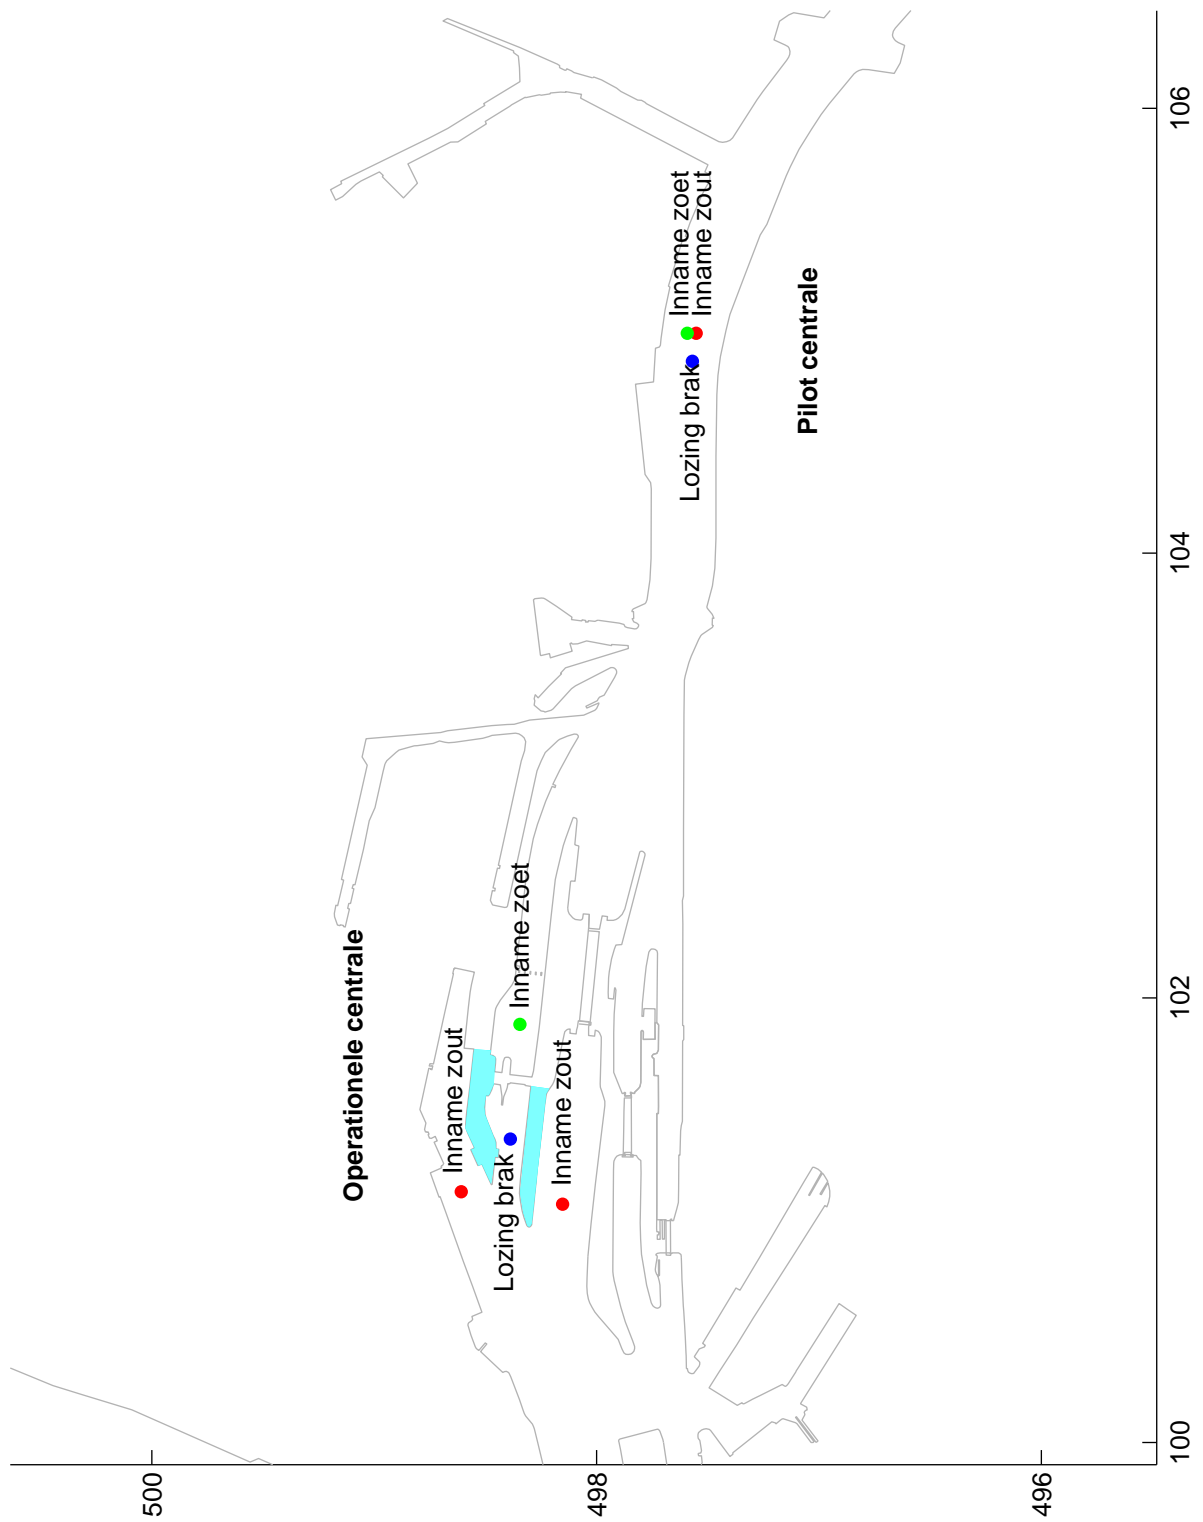 Operationele centrale
Inname zout
Inname zoet
Lozing brak
Inname zout
Inname zoet
Inname zout
Lozing brak
Pilot centrale
500
498
496
100
102
104
106